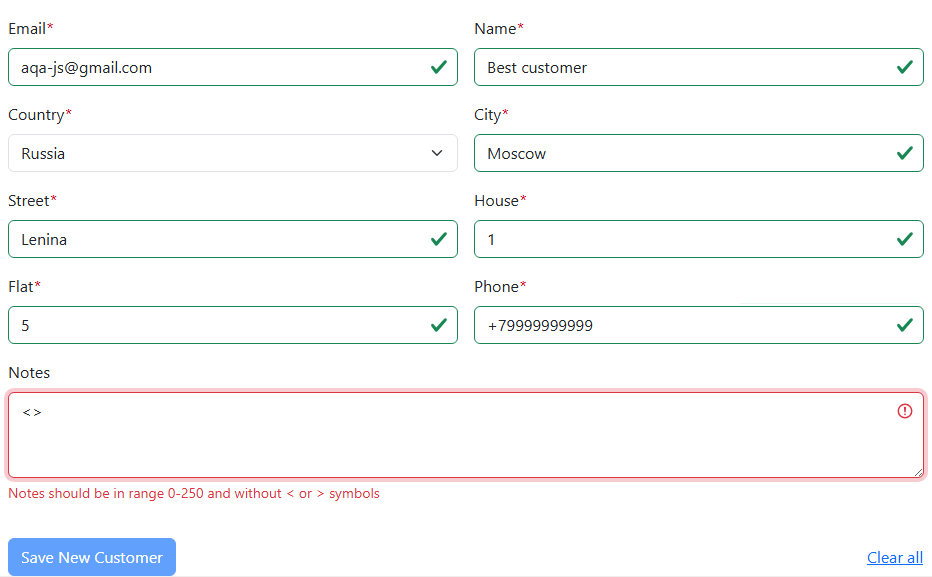 Email* Name*
aqa-js@gmail.com Best customer
Country* City*
Russia Moscow
Street* House*
Lenina 1
Flat* Phone*
5 +79999999999
Notes
<>
Notes should be in range 0-250 and without < or > symbols
Save New Customer Clear all